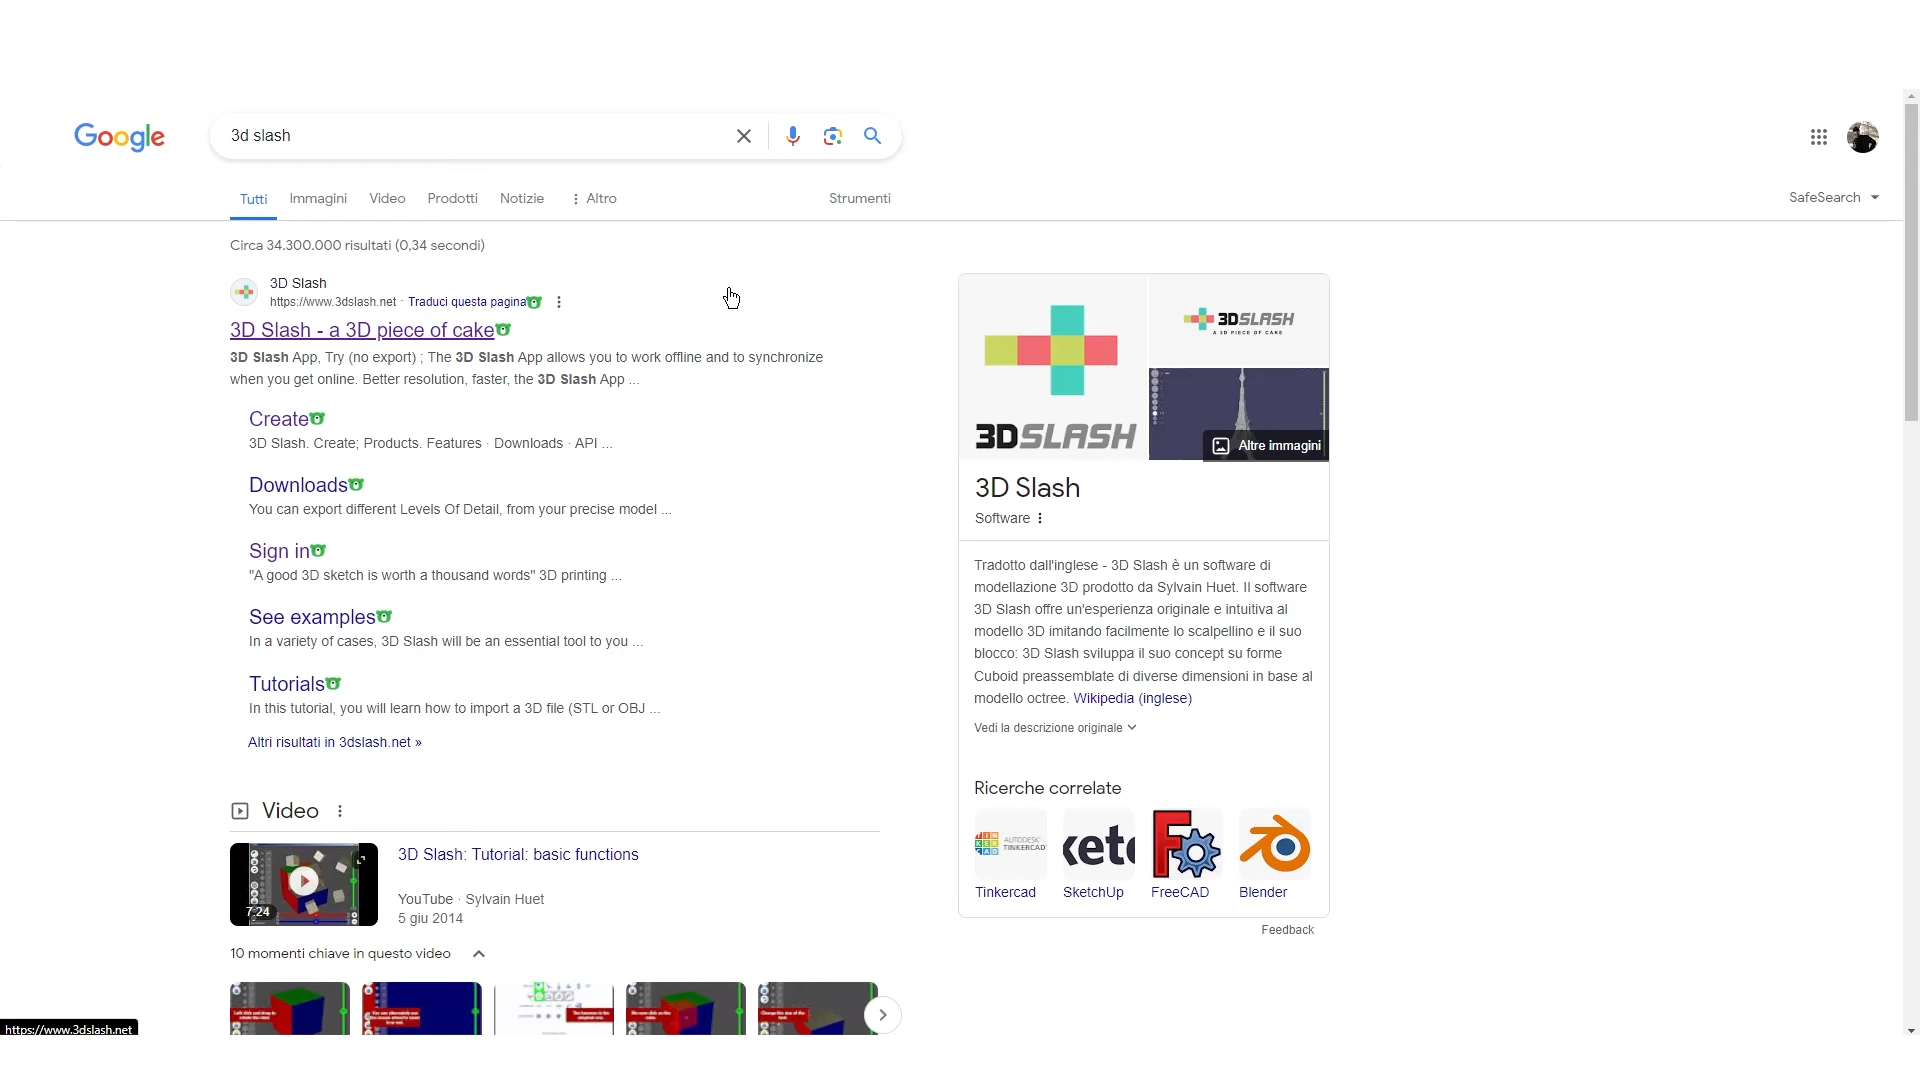 Google
3d slash
Tutti
Immagini
Video
Prodotti
Notizie
Altro
Strumenti
SafeSearch
Circa 34.300.000 risultati (0,34 secondi)
3D Slash
https://www.3dslash.net · Traduci questa pagina
3D Slash - a 3D piece of cake
3D Slash App, Try (no export) ; The 3D Slash App allows you to work offline and to synchronize
when you get online. Better resolution, faster, the 3D Slash App ...
Create
3D Slash. Create; Products. Features · Downloads · API ...
Downloads
You can export different Levels Of Detail, from your precise model ...
Sign in
"A good 3D sketch is worth a thousand words" 3D printing ...
See examples
In a variety of cases, 3D Slash will be an essential tool to you ...
Tutorials
In this tutorial, you will learn how to import a 3D file (STL or OBJ ...
Altri risultati in 3dslash.net »
Video
3D Slash: Tutorial: basic functions
YouTube · Sylvain Huet
5 giu 2014
7:24
10 momenti chiave in questo video
https://www.3dslash.net
3DSLASH
3DSLASH
A 3D PIECE OF CAKE
Altre immagini
3D Slash
Software
Tradotto dall'inglese - 3D Slash è un software di
modellazione 3D prodotto da Sylvain Huet. Il software
3D Slash offre un'esperienza originale e intuitiva al
modello 3D imitando facilmente lo scalpellino e il suo
blocco: 3D Slash sviluppa il suo concept su forme
Cuboid preassemblate di diverse dimensioni in base al
modello octree. Wikipedia (inglese)
Vedi la descrizione originale
Ricerche correlate
AUTODESK
TINKERCAD
Tinkercad
SketchUp
FreeCAD
Blender
Feedback